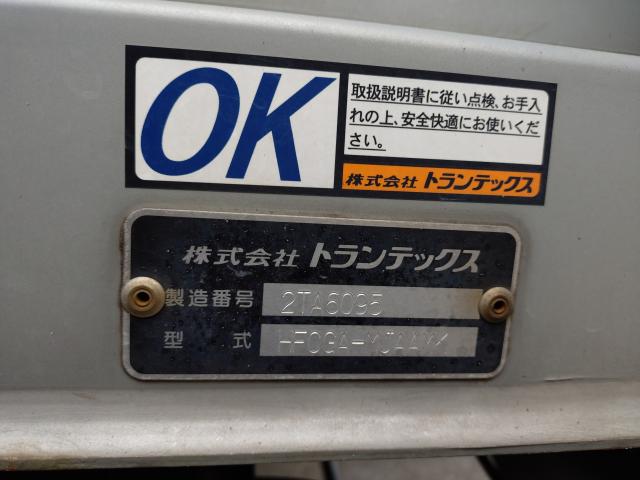 OK
取扱説明書に従い点検、お手入
れの上、安全快適にお使いくだ
さい。
株式会社トランテックス
株式会社トランテックス
製造番号 2TA6095
型式